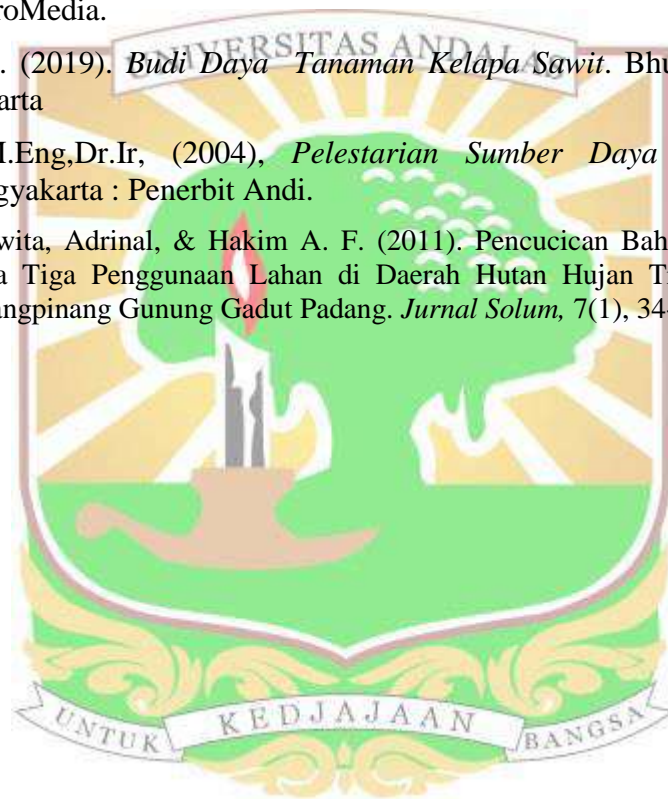 roMedia.
UNIVERSITAS ANDALAS
. (2019). Budi Daya Tanaman Kelapa Sawit. Bhu
arta
I.Eng,Dr.Ir, (2004), Pelestarian Sumber Daya
gyakarta : Penerbit Andi.
wita, Adrinal, & Hakim A. F. (2011). Pencucican Bah
a Tiga Penggunaan Lahan di Daerah Hutan Hujan T
angpinang Gunung Gadut Padang. Jurnal Solum, 7(1), 34-
UNTUK KEDJAJAAN BANGSA